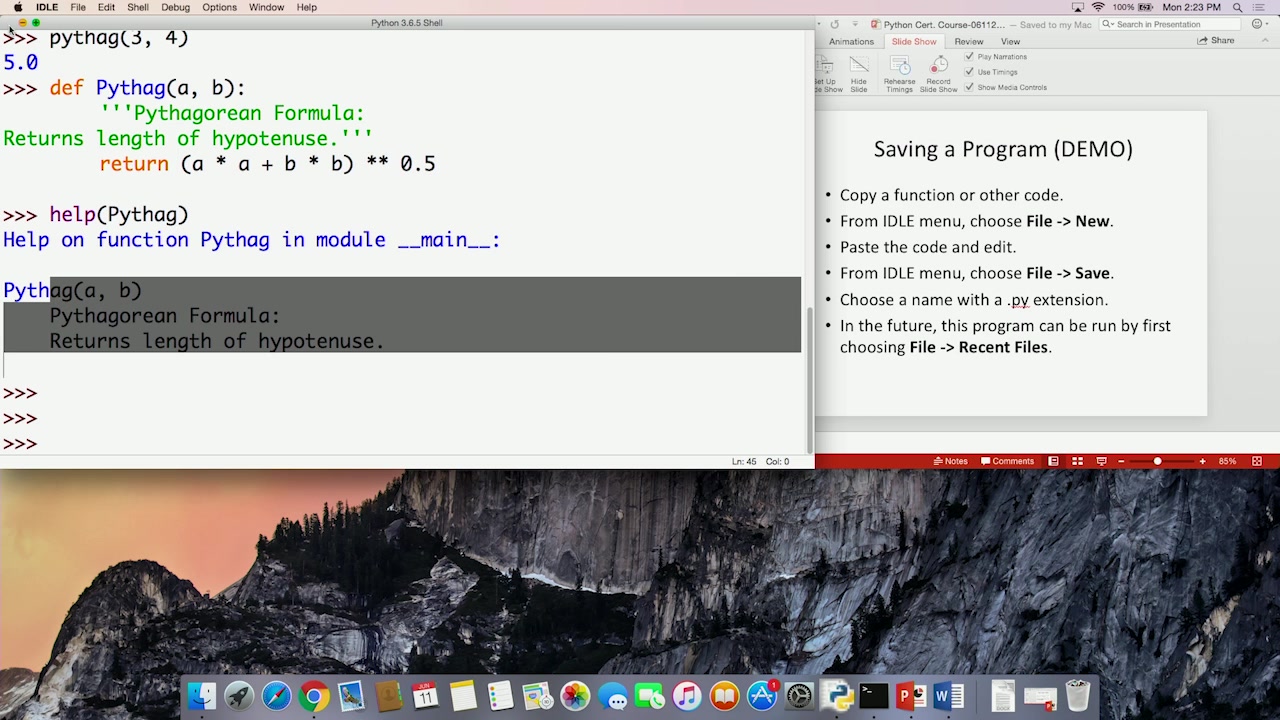 IDLE File Edit Shell Debug Options Window Help
100% Mon 2:23 PM
Python 3.6.5 Shell
>>> pythag(3, 4)
5.0
>>> def Pythag(a, b):
'''Pythagorean Formula:
Returns length of hypotenuse.'''
return (a * a + b * b) ** 0.5
>>> help(Pythag)
Help on function Pythag in module __main__:
Pythag(a, b)
Pythagorean Formula:
Returns length of hypotenuse.
>>>
>>>
>>>
Ln: 45 Col: 0
Python Cert. Course-06112... — Saved to my Mac
Search in Presentation
Animations Slide Show Review View
Share
Set Up
Slide Show
Hide
Slide
Rehearse
Timings
Record
Slide Show
Play Narrations
Use Timings
Show Media Controls
Saving a Program (DEMO)
• Copy a function or other code.
• From IDLE menu, choose File -> New.
• Paste the code and edit.
• From IDLE menu, choose File -> Save.
• Choose a name with a .py extension.
• In the future, this program can be run by first
choosing File -> Recent Files.
Notes Comments 85%
JUN
11
1